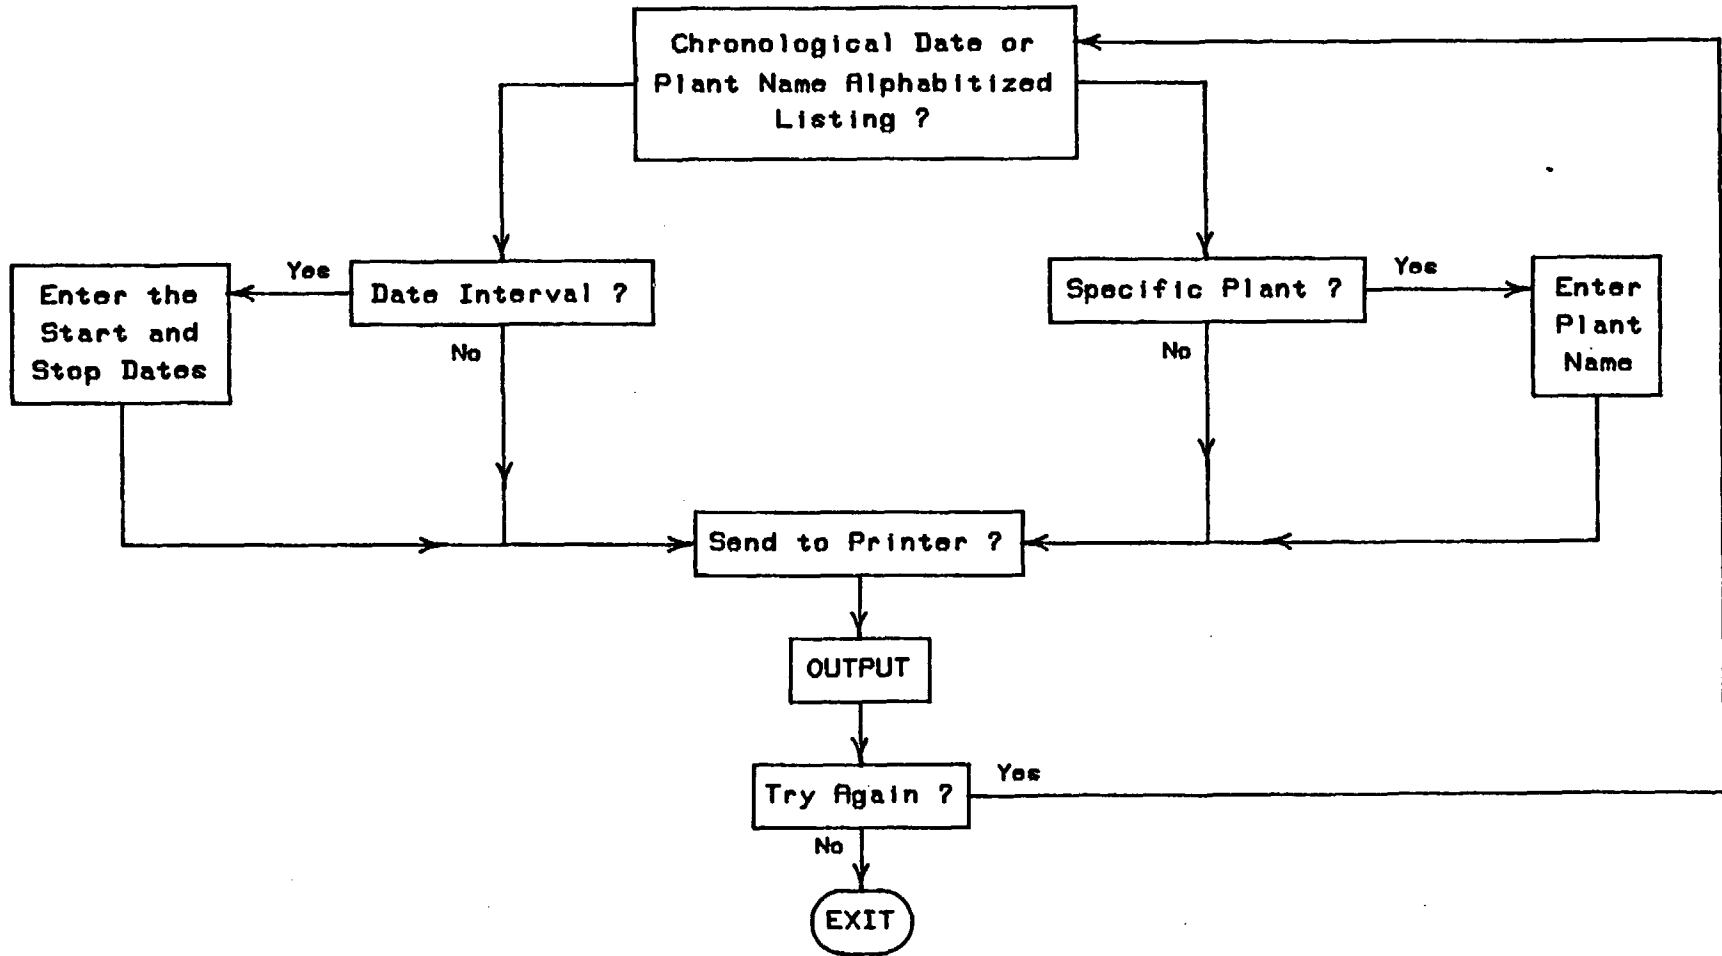 Chronological Date or
Plant Name Alphabitized
Listing ?
Yes
Date Interval ?
Enter the
Start and
Stop Dates
No
Specific Plant ?
Yes
Enter
Plant
Name
No
Send to Printer ?
OUTPUT
Try Again ?
Yes
No
EXIT